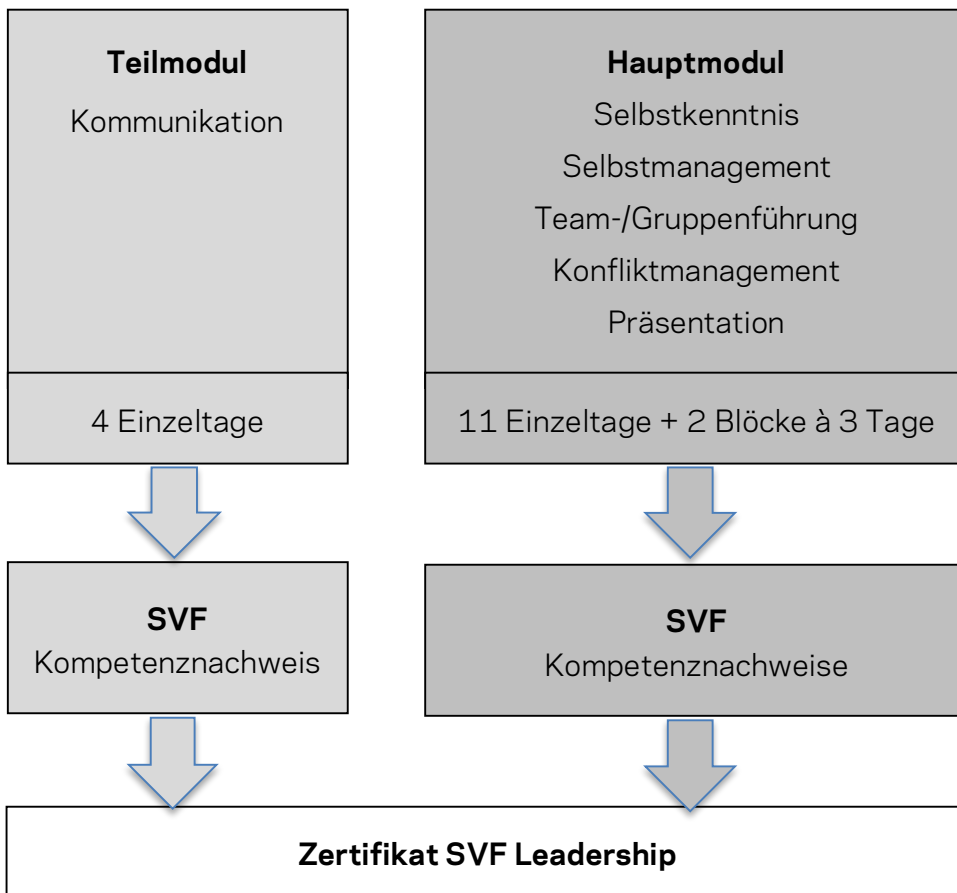 Teilmodul
Kommunikation
4 Einzeltage
SVF
Kompetenznachweis
Hauptmodul
Selbstkenntnis
Selbstmanagement
Team-/Gruppenführung
Konfliktmanagement
Präsentation
11 Einzeltage + 2 Blöcke à 3 Tage
SVF
Kompetenznachweise
Zertifikat SVF Leadership